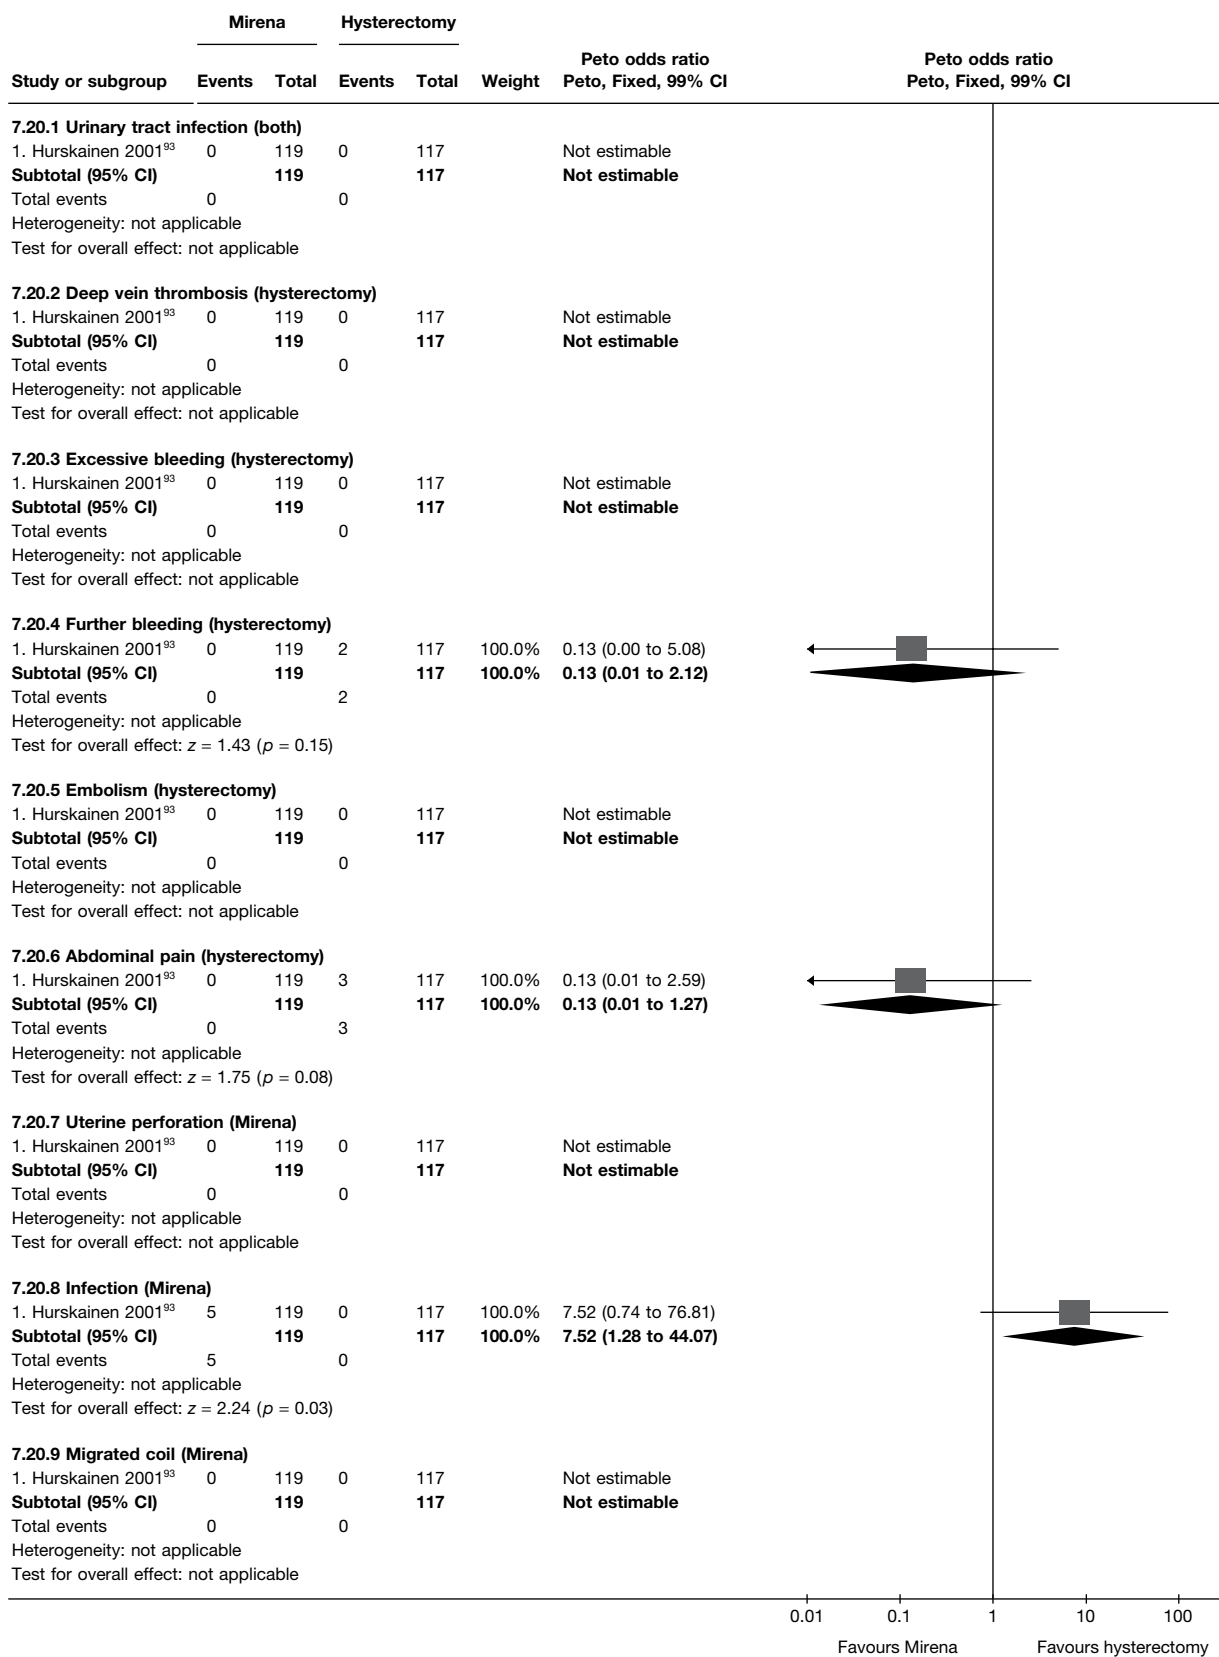 Mirena Hysterectomy
Peto odds ratio Peto odds ratio
Study or subgroup Events Total Events Total Weight Peto, Fixed, 99% CI Peto, Fixed, 99% CI
7.20.1 Urinary tract infection (both)
1. Hurskainen 2001⁹³ 0 119 0 117 Not estimable
Subtotal (95% CI) 119 117 Not estimable
Total events 0 0
Heterogeneity: not applicable
Test for overall effect: not applicable
7.20.2 Deep vein thrombosis (hysterectomy)
1. Hurskainen 2001⁹³ 0 119 0 117 Not estimable
Subtotal (95% CI) 119 117 Not estimable
Total events 0 0
Heterogeneity: not applicable
Test for overall effect: not applicable
7.20.3 Excessive bleeding (hysterectomy)
1. Hurskainen 2001⁹³ 0 119 0 117 Not estimable
Subtotal (95% CI) 119 117 Not estimable
Total events 0 0
Heterogeneity: not applicable
Test for overall effect: not applicable
7.20.4 Further bleeding (hysterectomy)
1. Hurskainen 2001⁹³ 0 119 2 117 100.0% 0.13 (0.00 to 5.08)
Subtotal (95% CI) 119 117 100.0% 0.13 (0.01 to 2.12)
Total events 0 2
Heterogeneity: not applicable
Test for overall effect: z = 1.43 (p = 0.15)
7.20.5 Embolism (hysterectomy)
1. Hurskainen 2001⁹³ 0 119 0 117 Not estimable
Subtotal (95% CI) 119 117 Not estimable
Total events 0 0
Heterogeneity: not applicable
Test for overall effect: not applicable
7.20.6 Abdominal pain (hysterectomy)
1. Hurskainen 2001⁹³ 0 119 3 117 100.0% 0.13 (0.01 to 2.59)
Subtotal (95% CI) 119 117 100.0% 0.13 (0.01 to 1.27)
Total events 0 3
Heterogeneity: not applicable
Test for overall effect: z = 1.75 (p = 0.08)
7.20.7 Uterine perforation (Mirena)
1. Hurskainen 2001⁹³ 0 119 0 117 Not estimable
Subtotal (95% CI) 119 117 Not estimable
Total events 0 0
Heterogeneity: not applicable
Test for overall effect: not applicable
7.20.8 Infection (Mirena)
1. Hurskainen 2001⁹³ 5 119 0 117 100.0% 7.52 (0.74 to 76.81)
Subtotal (95% CI) 119 117 100.0% 7.52 (1.28 to 44.07)
Total events 5 0
Heterogeneity: not applicable
Test for overall effect: z = 2.24 (p = 0.03)
7.20.9 Migrated coil (Mirena)
1. Hurskainen 2001⁹³ 0 119 0 117 Not estimable
Subtotal (95% CI) 119 117 Not estimable
Total events 0 0
Heterogeneity: not applicable
Test for overall effect: not applicable
0.01 0.1 1 10 100
Favours Mirena Favours hysterectomy